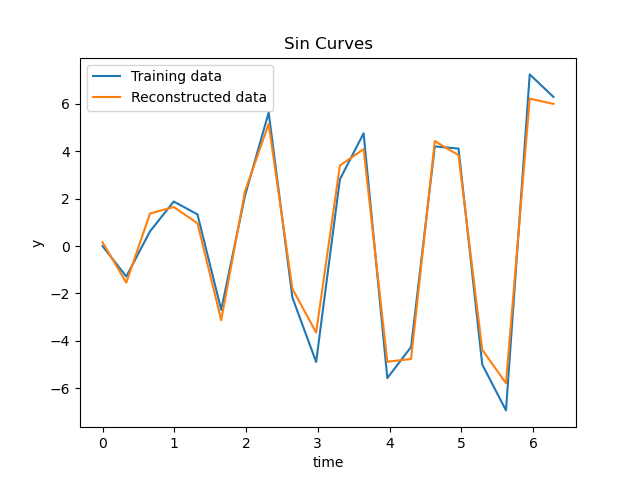 Sin Curves
Training data
Reconstructed data
6
4
2
0
−2
−4
−6
y
0 1 2 3 4 5 6
time